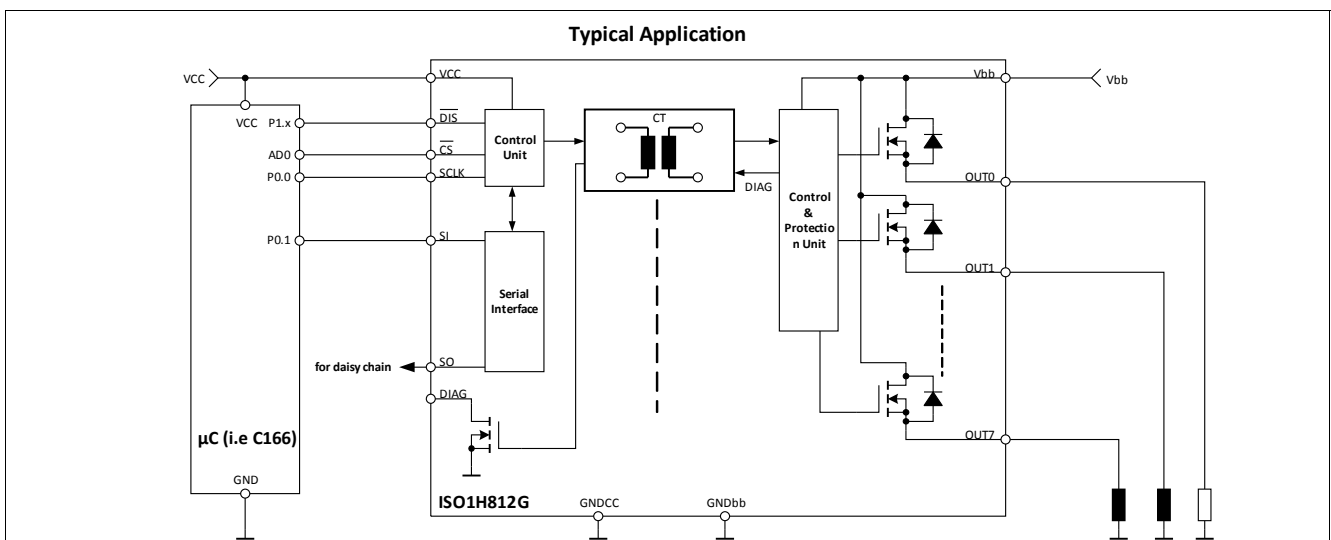 Typical Application
VCC
VCC
Vbb
Vbb
VCC
P1.x
DIS
Control
Unit
CT
AD0
CS
P0.0
SCLK
DIAG
OUT0
Control
&
Protectio
n Unit
P0.1
SI
OUT1
Serial
Interface
for daisy chain
SO
DIAG
µC (i.e C166)
OUT7
GND
ISO1H812G
GNDCC
GNDbb